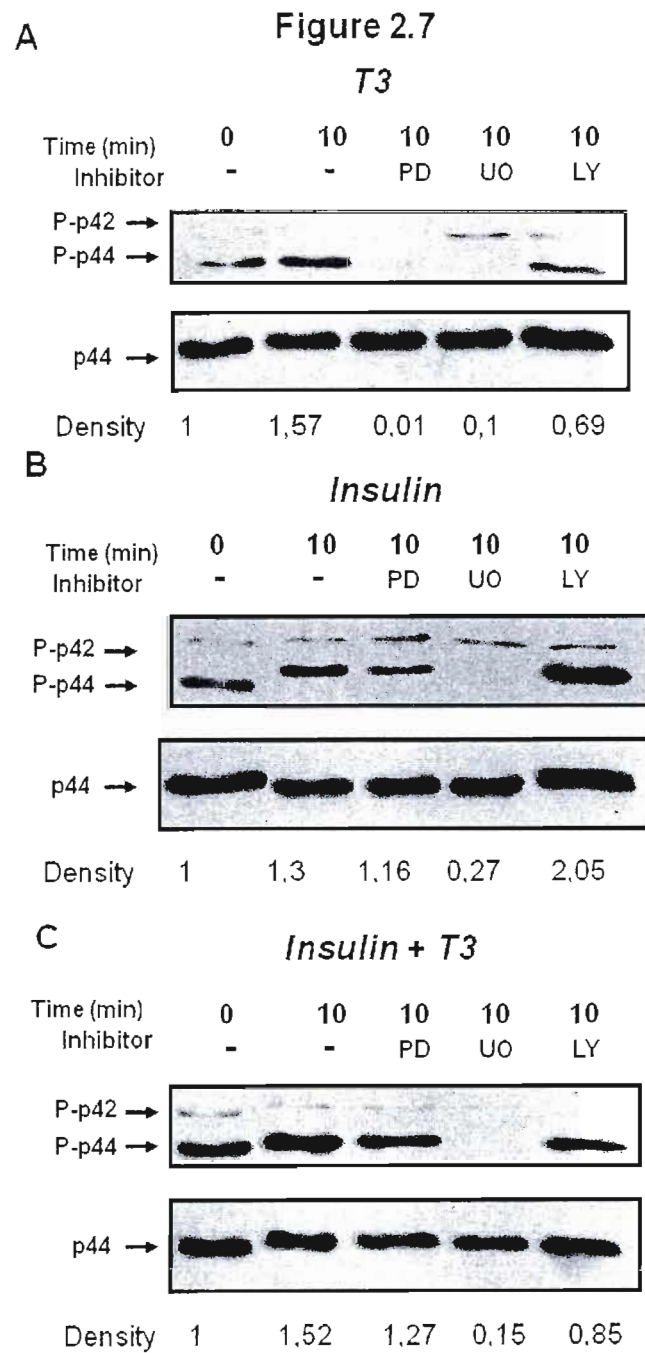 Figure 2.7
A
T3
Time (min) 0 10 10 10 10
Inhibitor - - PD UO LY
P-p42
P-p44
p44
Density 1 1,57 0,01 0,1 0,69
B
Insulin
Time (min) 0 10 10 10 10
Inhibitor - - PD UO LY
P-p42
P-p44
p44
Density 1 1,3 1,16 0,27 2,05
C
Insulin + T3
Time (min) 0 10 10 10 10
Inhibitor - - PD UO LY
P-p42
P-p44
p44
Density 1 1,52 1,27 0,15 0,85